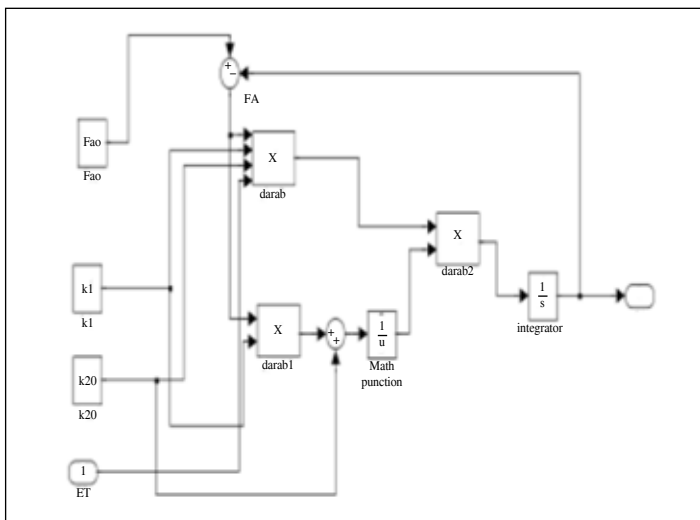 +
−
FA
Fao
Fao
X
darab
X
darab2
k1
k1
1
s
integrator
X
darab1
+
+
1
u
Math
punction
k20
k20
1
ET